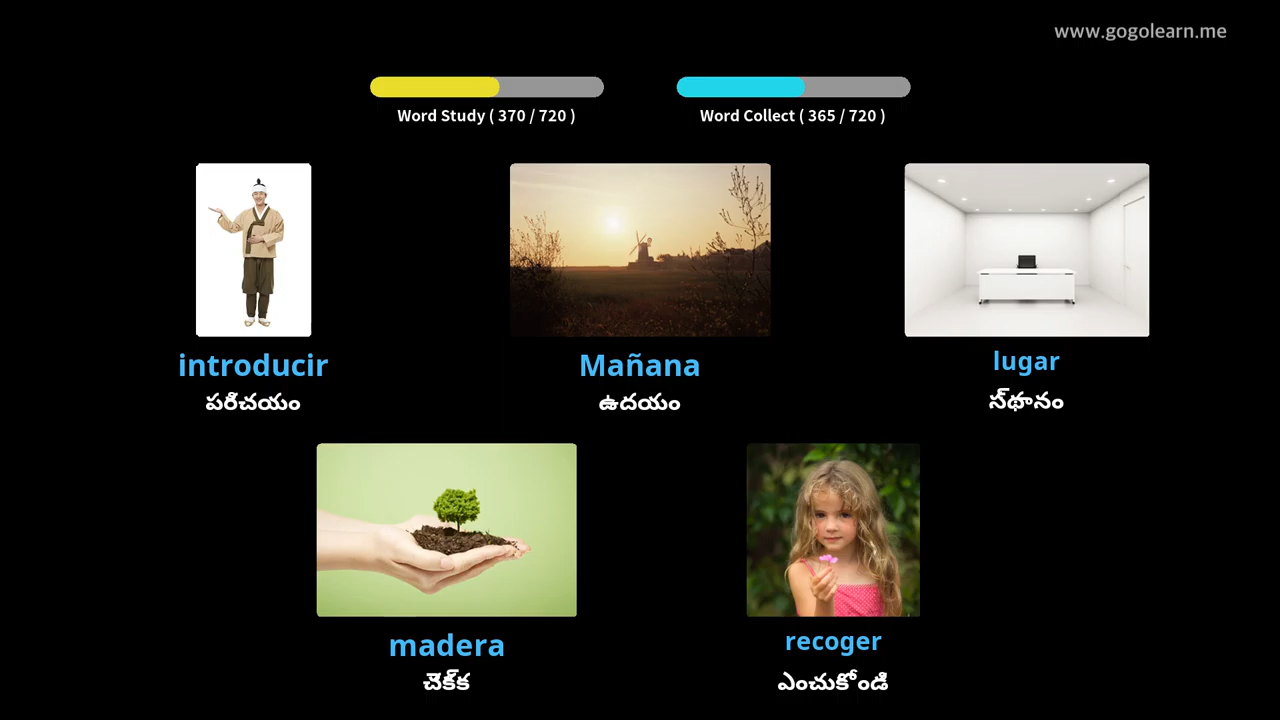 www.gogolearn.me
Word Study ( 370 / 720 )
Word Collect ( 365 / 720 )
introducir
పరిచయం
Mañana
ఉదయం
lugar
స్థానం
madera
చెక్క
recoger
ఎంచుకోండి